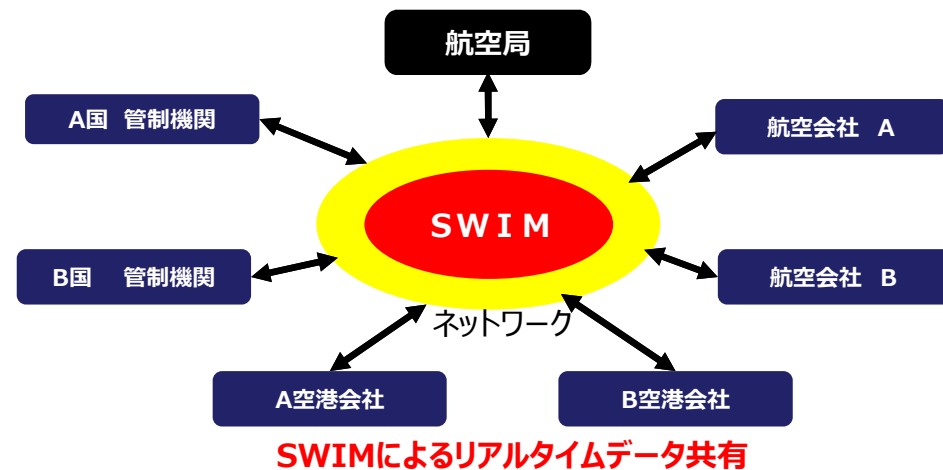 航空局
A国 管制機関
航空会社 A
SWIM
B国 管制機関
航空会社 B
ネットワーク
A空港会社
B空港会社
SWIMによるリアルタイムデータ共有